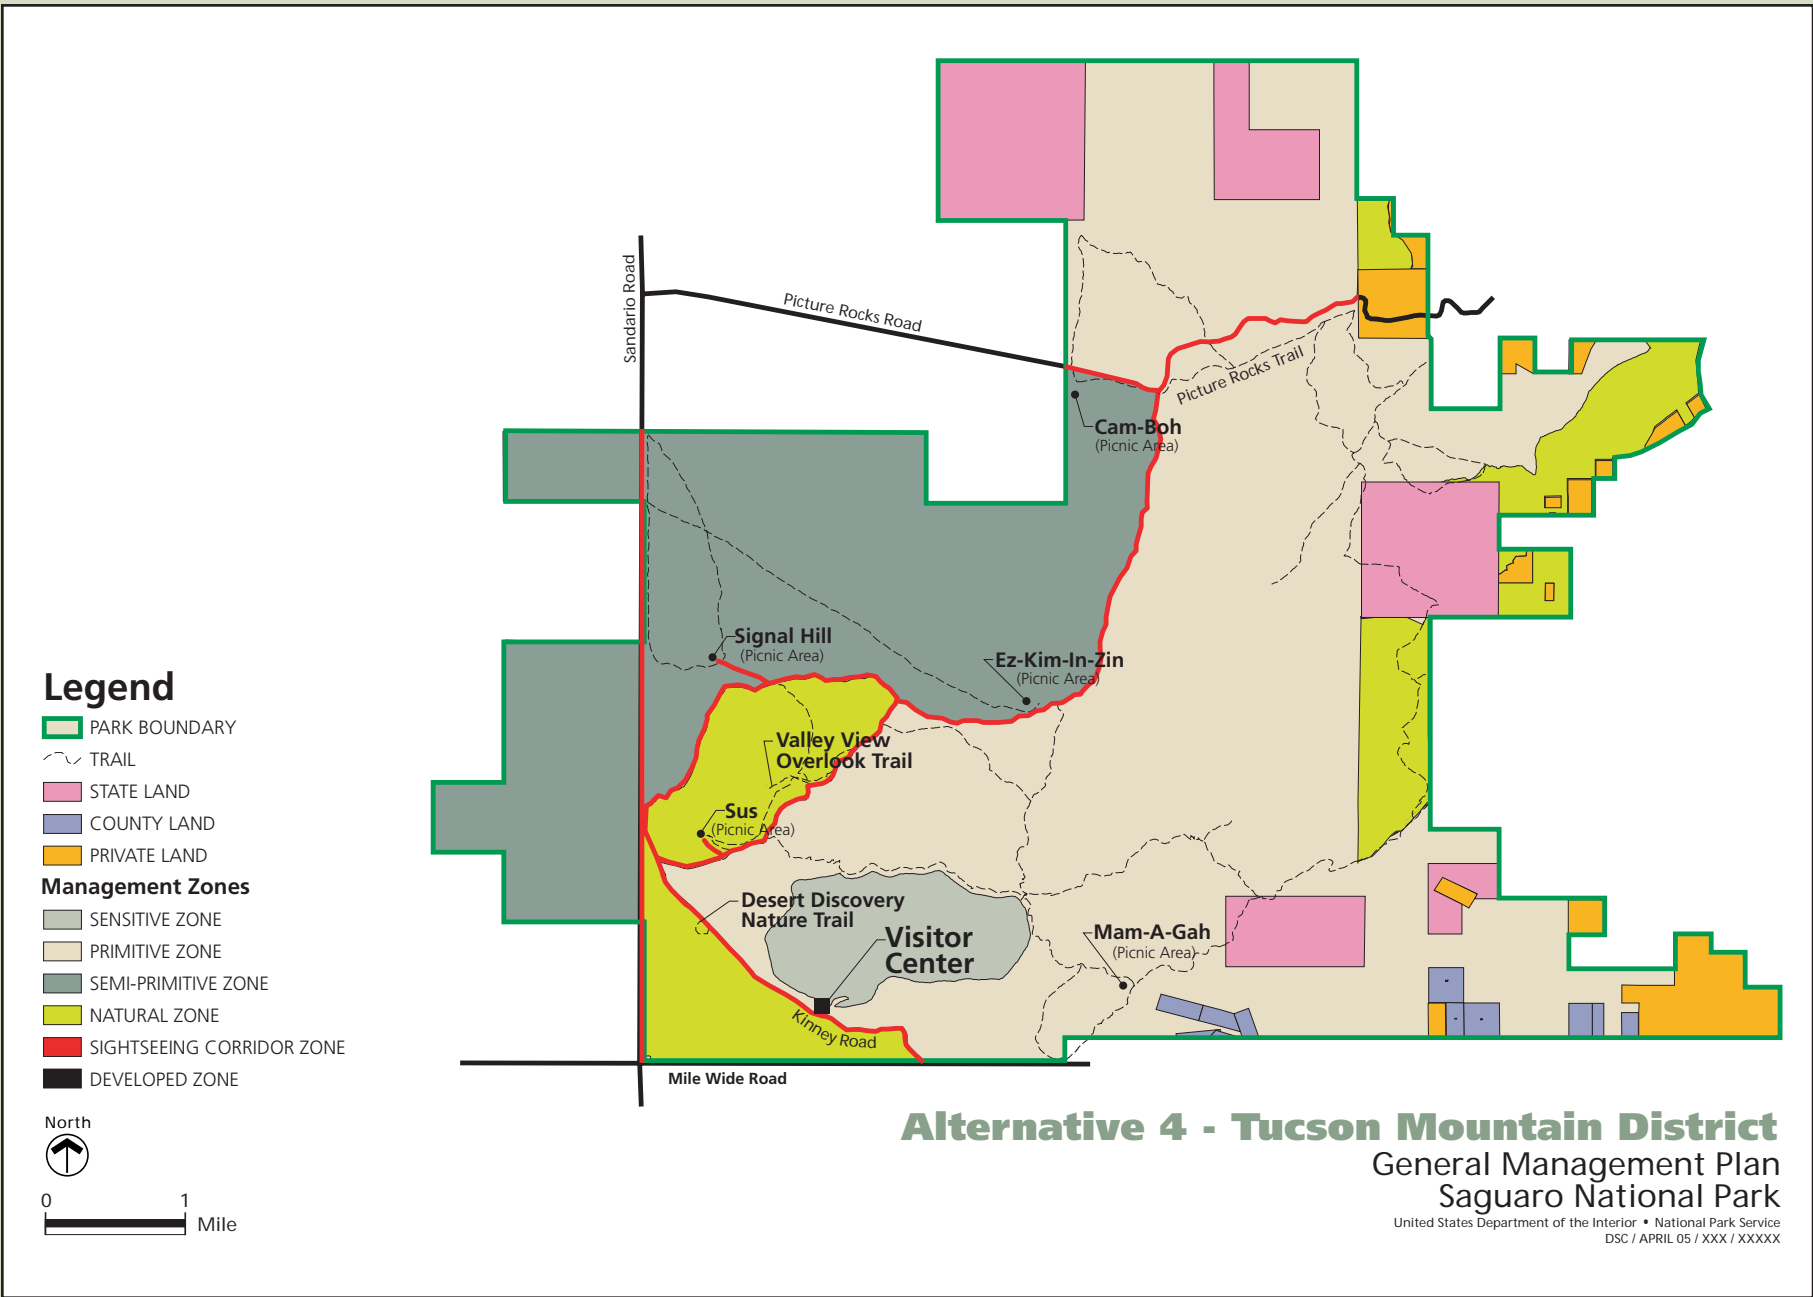 Sandario Road
Picture Rocks Road
Picture Rocks Trail
Cam-Boh
(Picnic Area)
Signal Hill
(Picnic Area)
Ez-Kim-In-Zin
(Picnic Area)
Valley View
Overlook Trail
Sus
(Picnic Area)
Desert Discovery
Nature Trail
Visitor
Center
Mam-A-Gah
(Picnic Area)
Kinney Road
Mile Wide Road
Legend
PARK BOUNDARY
TRAIL
STATE LAND
COUNTY LAND
PRIVATE LAND
Management Zones
SENSITIVE ZONE
PRIMITIVE ZONE
SEMI-PRIMITIVE ZONE
NATURAL ZONE
SIGHTSEEING CORRIDOR ZONE
DEVELOPED ZONE
North
0 1
Mile
Alternative 4 - Tucson Mountain District
General Management Plan
Saguaro National Park
United States Department of the Interior • National Park Service
DSC / APRIL 05 / XXX / XXXXX